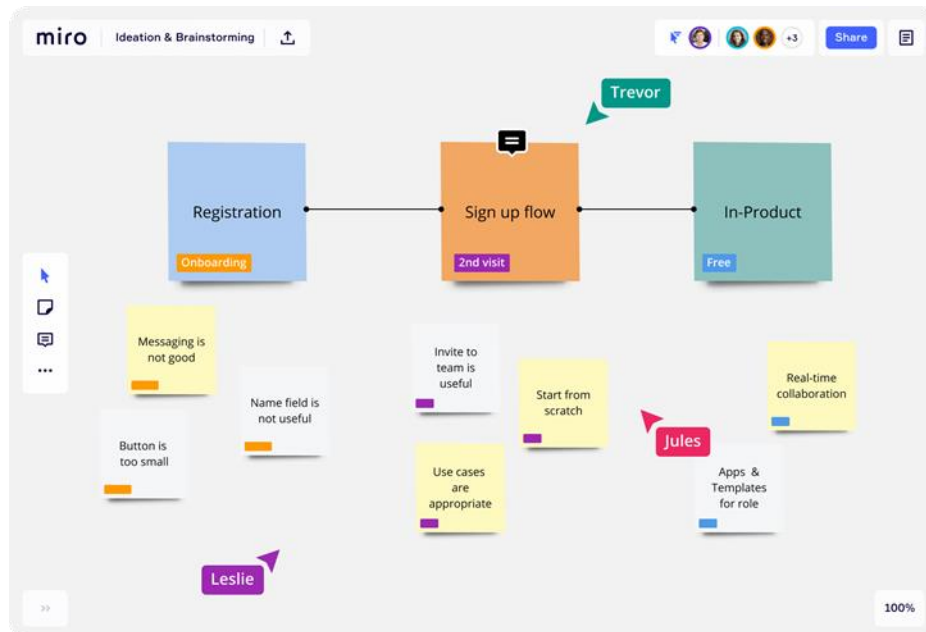 miro
Ideation & Brainstorming
+3
Share
Trevor
Registration
Onboarding
Sign up flow
2nd visit
In-Product
Free
Messaging is
not good
Name field is
not useful
Button is
too small
Invite to
team is
useful
Start from
scratch
Use cases
are
appropriate
Real-time
collaboration
Apps &
Templates
for role
Jules
Leslie
100%